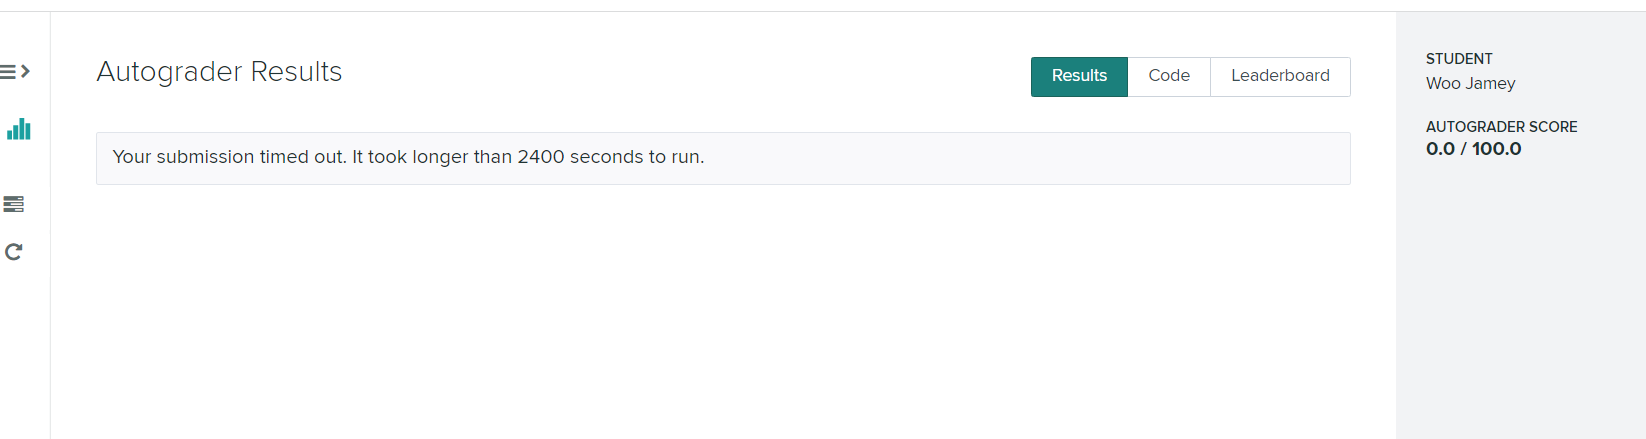 Autograder Results
Results
Code
Leaderboard
Your submission timed out. It took longer than 2400 seconds to run.
STUDENT
Woo Jamey
AUTOGRADER SCORE
0.0 / 100.0